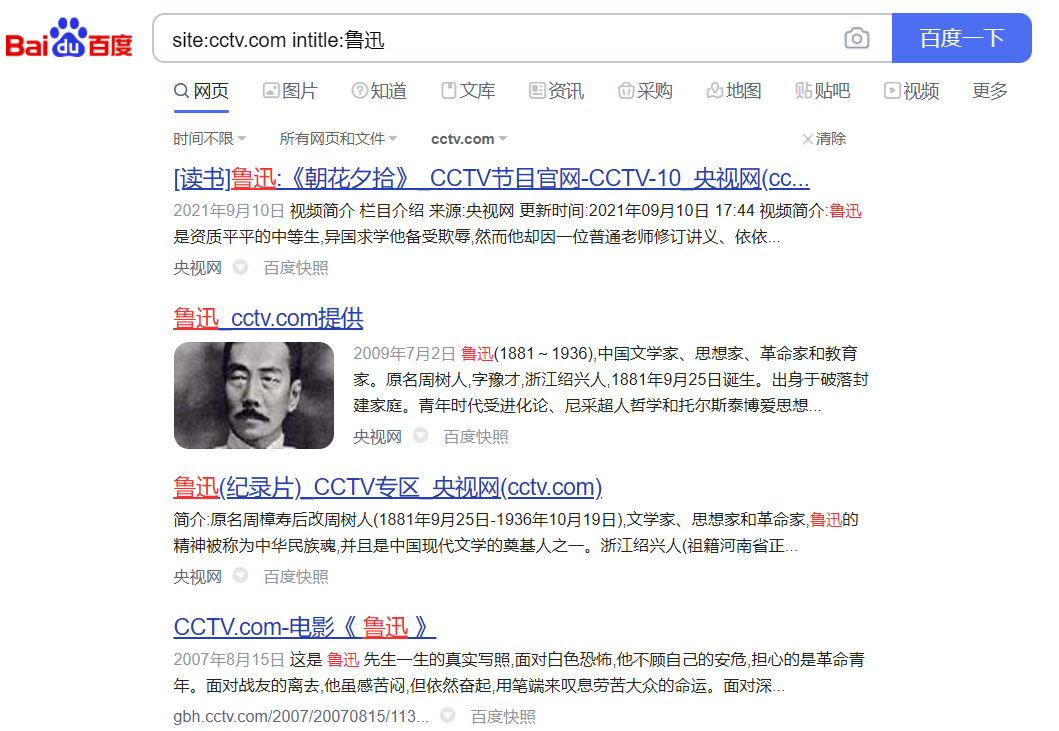 Bai du 百度 site:cctv.com intitle:鲁迅 百度一下
网页 图片 知道 文库 资讯 采购 地图 贴吧 视频 更多
时间不限 所有网页和文件 cctv.com 清除
[读书]鲁迅:《朝花夕拾》_CCTV节目官网-CCTV-10_央视网(cc...
2021年9月10日 视频简介 栏目介绍 来源:央视网 更新时间:2021年09月10日 17:44 视频简介:鲁迅
是资质平平的中等生,异国求学他备受欺辱,然而他却因一位普通老师修订讲义、依依...
央视网 百度快照
鲁迅_cctv.com提供
2009年7月2日 鲁迅(1881～1936),中国文学家、思想家、革命家和教育
家。原名周树人,字豫才,浙江绍兴人,1881年9月25日诞生。出身于破落封
建家庭。青年时代受进化论、尼采超人哲学和托尔斯泰博爱思想...
央视网 百度快照
鲁迅(纪录片)_CCTV专区_央视网(cctv.com)
简介:原名周樟寿后改周树人(1881年9月25日-1936年10月19日),文学家、思想家和革命家,鲁迅的
精神被称为中华民族魂,并且是中国现代文学的奠基人之一。浙江绍兴人(祖籍河南省正...
央视网 百度快照
CCTV.com-电影《 鲁迅 》
2007年8月15日 这是 鲁迅 先生一生的真实写照,面对白色恐怖,他不顾自己的安危,担心的是革命青
年。面对战友的离去,他虽感苦闷,但依然奋起,用笔端来叹息劳苦大众的命运。面对深...
gbh.cctv.com/2007/20070815/113... 百度快照